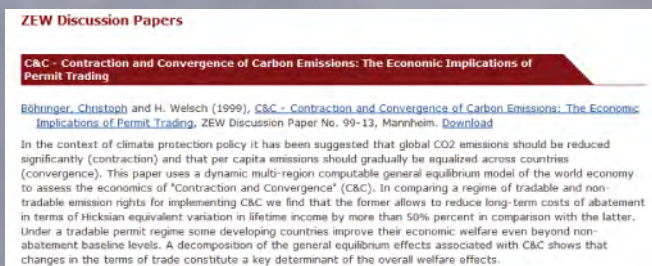 ZEW Discussion Papers
C&C - Contraction and Convergence of Carbon Emissions: The Economic Implications of
Permit Trading
Böhringer, Christoph and H. Welsch (1999), C&C - Contraction and Convergence of Carbon Emissions: The Economic
Implications of Permit Trading, ZEW Discussion Paper No. 99-13, Mannheim. Download
In the context of climate protection policy it has been suggested that global CO2 emissions should be reduced
significantly (contraction) and that per capita emissions should gradually be equalized across countries
(convergence). This paper uses a dynamic multi-region computable general equilibrium model of the world economy
to assess the economics of "Contraction and Convergence" (C&C). In comparing a regime of tradable and non-
tradable emission rights for implementing C&C we find that the former allows to reduce long-term costs of abatement
in terms of Hicksian equivalent variation in lifetime income by more than 50% percent in comparison with the latter.
Under a tradable permit regime some developing countries improve their economic welfare even beyond non-
abatement baseline levels. A decomposition of the general equilibrium effects associated with C&C shows that
changes in the terms of trade constitute a key determinant of the overall welfare effects.